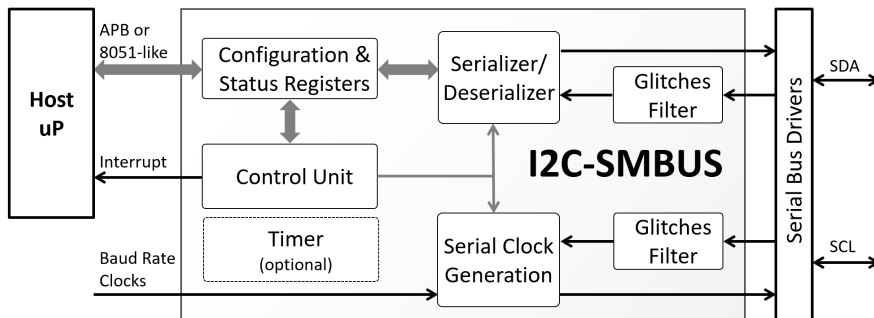 APB or
8051-like
Host
uP
Interrupt
Baud Rate
Clocks
Configuration &
Status Registers
Control Unit
Timer
(optional)
Serializer/
Deserializer
Glitches
Filter
I2C-SMBUS
Serial Clock
Generation
Glitches
Filter
Serial Bus Drivers
SDA
SCL